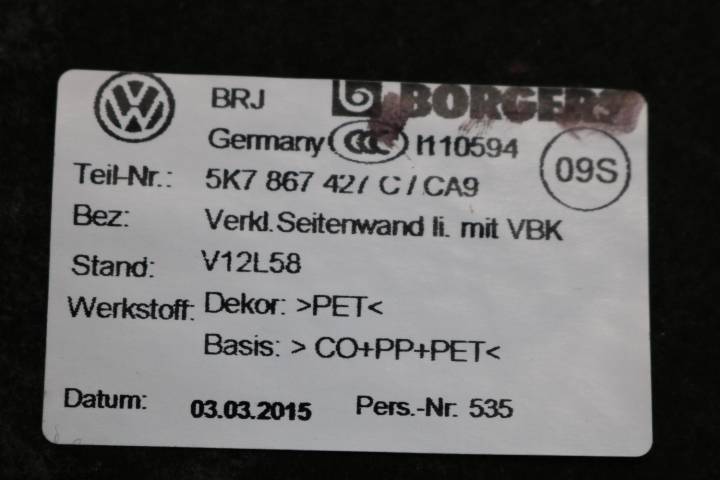 BRJ BORGERS
Germany CCC I110594 09S
Teil-Nr.: 5K7 867 427 C / CA9
Bez: Verkl.Seitenwand li. mit VBK
Stand: V12L58
Werkstoff: Dekor: >PET<
Basis: > CO+PP+PET<
Datum: 03.03.2015 Pers.-Nr. 535